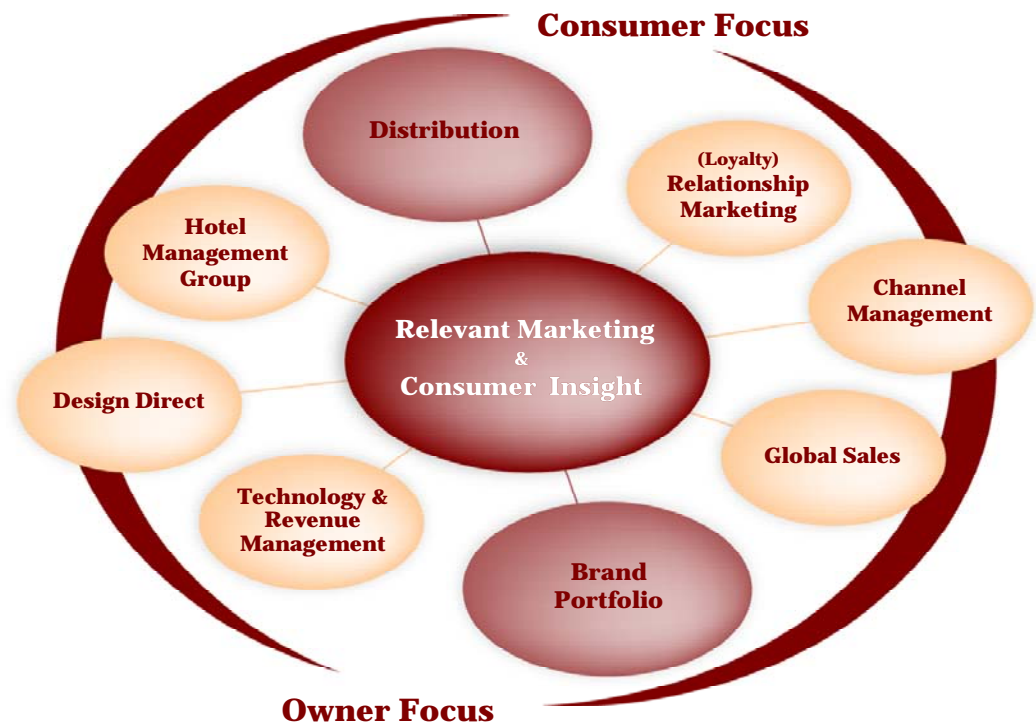 Consumer Focus
Distribution
(Loyalty)
Relationship
Marketing
Hotel
Management
Group
Channel
Management
Relevant Marketing
&
Consumer Insight
Design Direct
Global Sales
Technology &
Revenue
Management
Brand
Portfolio
Owner Focus